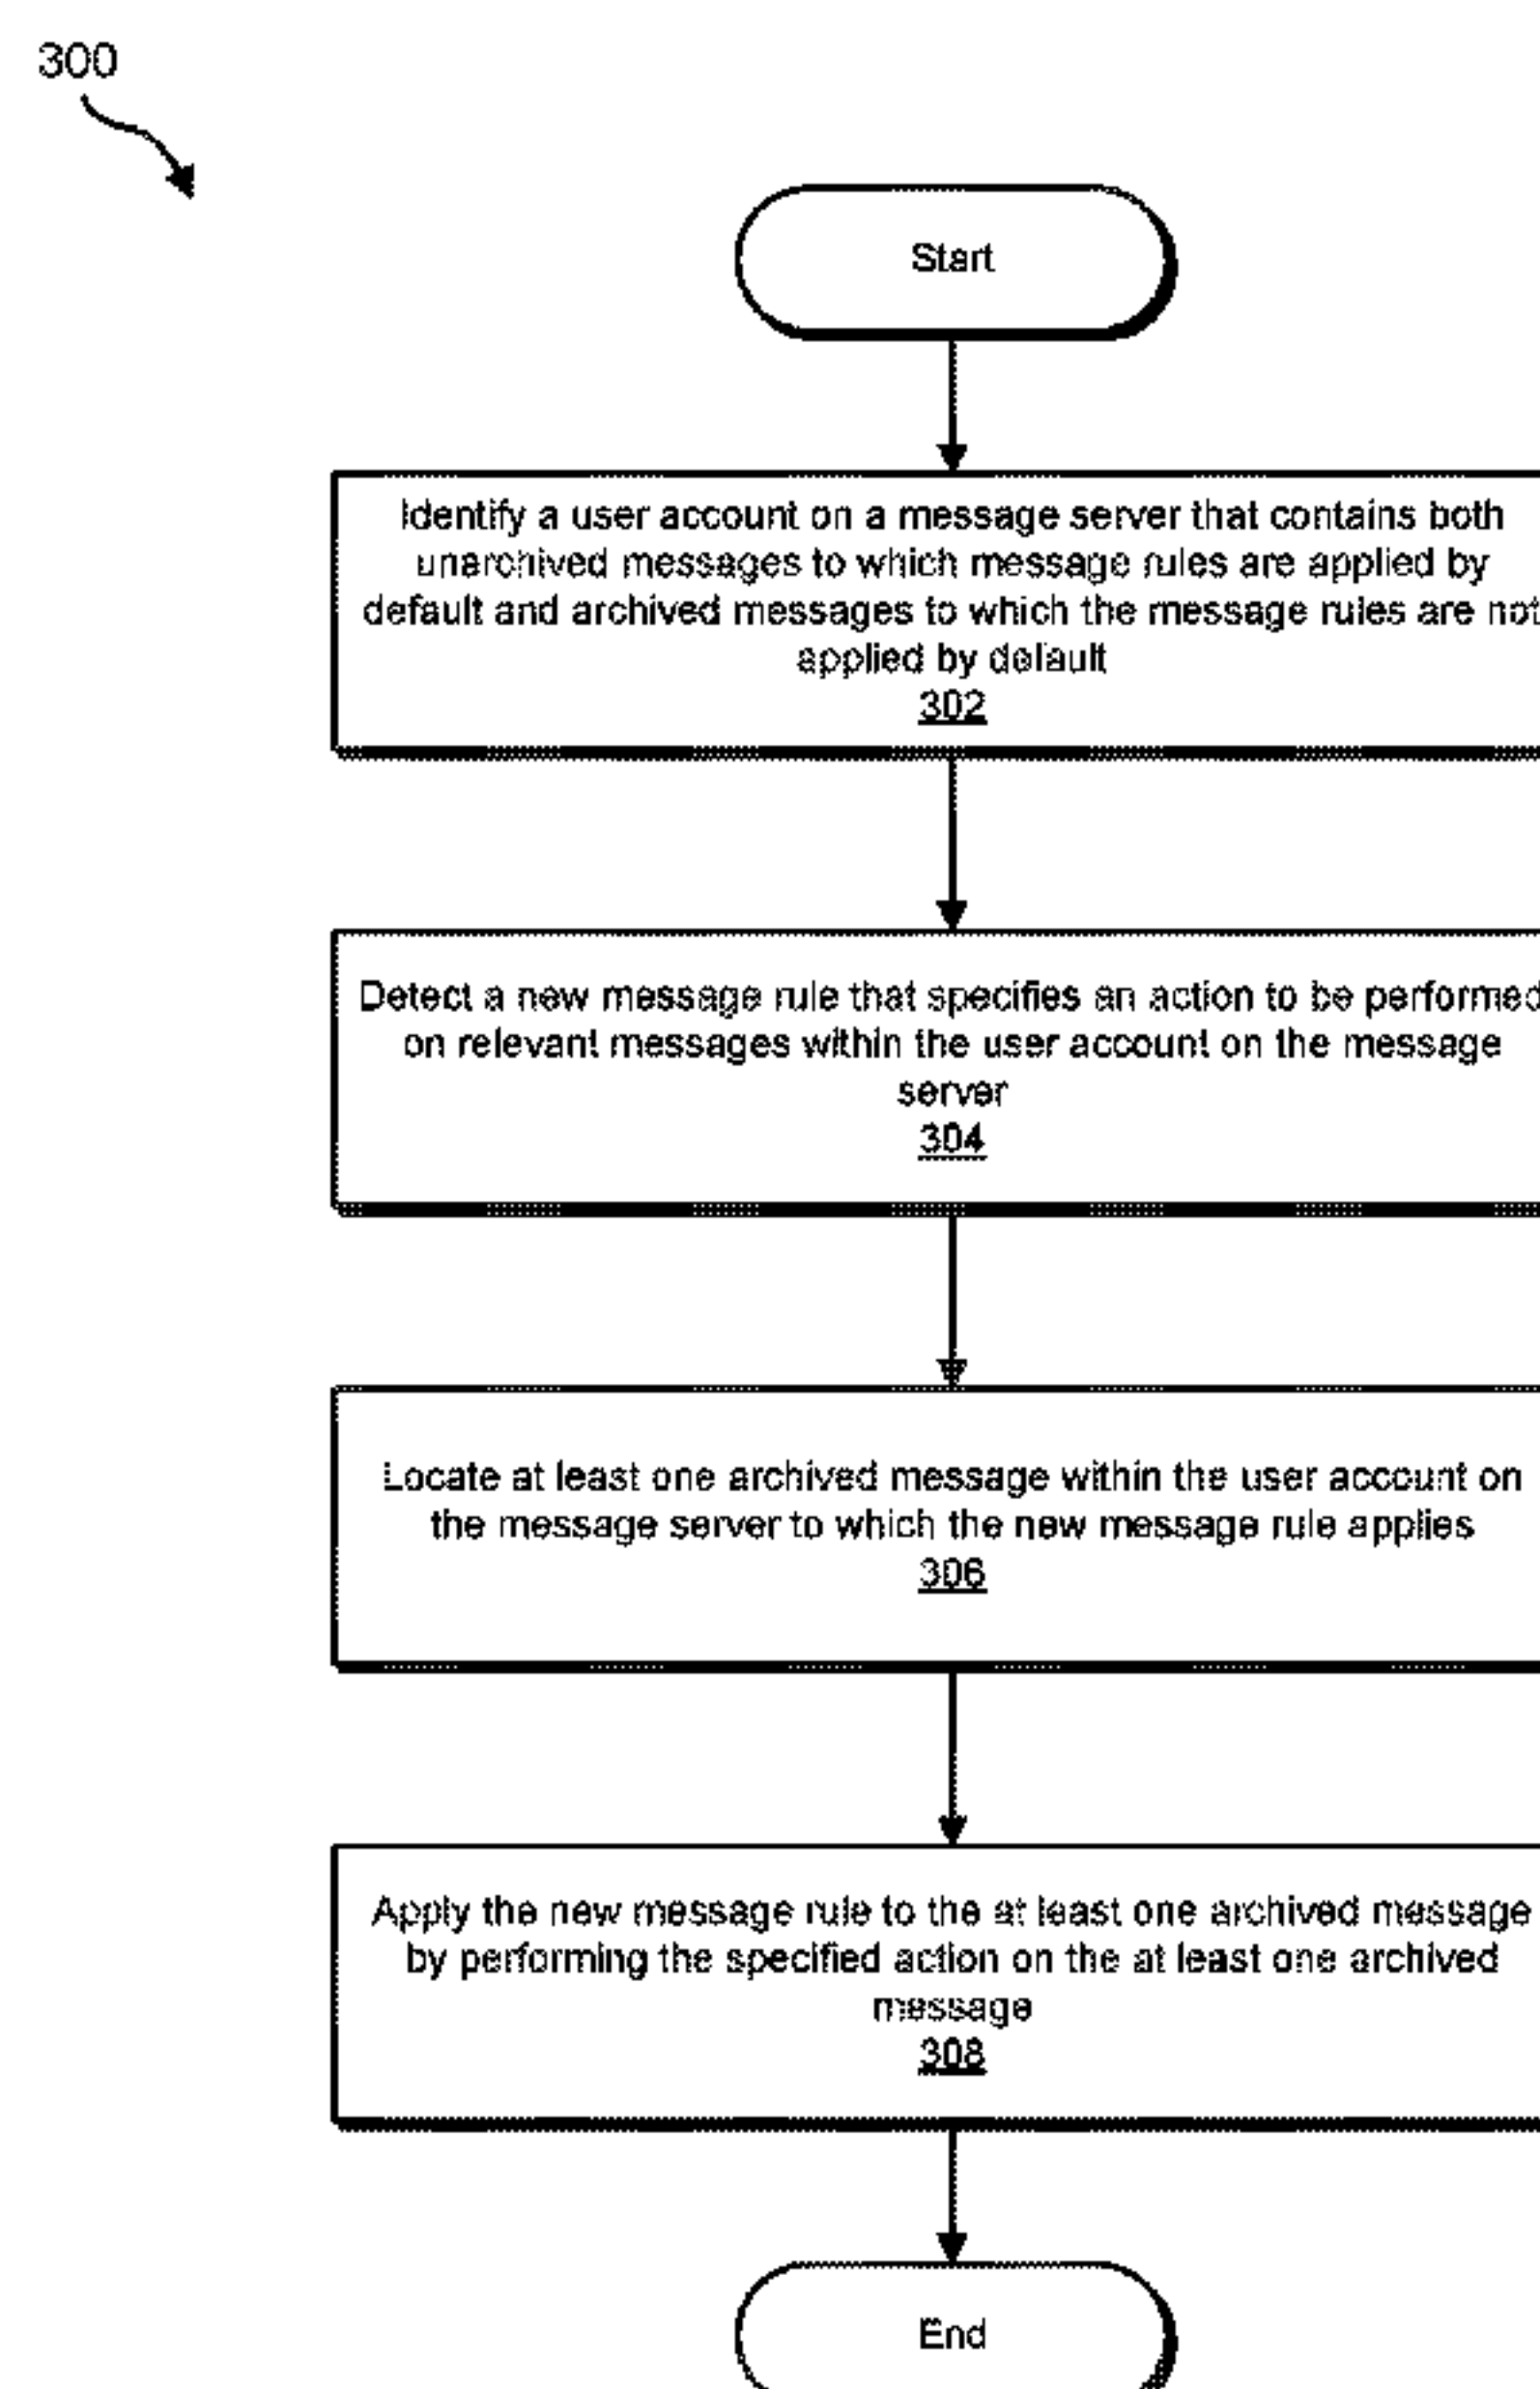 300
Start
Identify a user account on a message server that contains both
unarchived messages to which message rules are applied by
default and archived messages to which the message rules are not
applied by default
302
Detect a new message rule that specifies an action to be performed
on relevant messages within the user account on the message
server
304
Locate at least one archived message within the user account on
the message server to which the new message rule applies
306
Apply the new message rule to the at least one archived message
by performing the specified action on the at least one archived
message
308
End